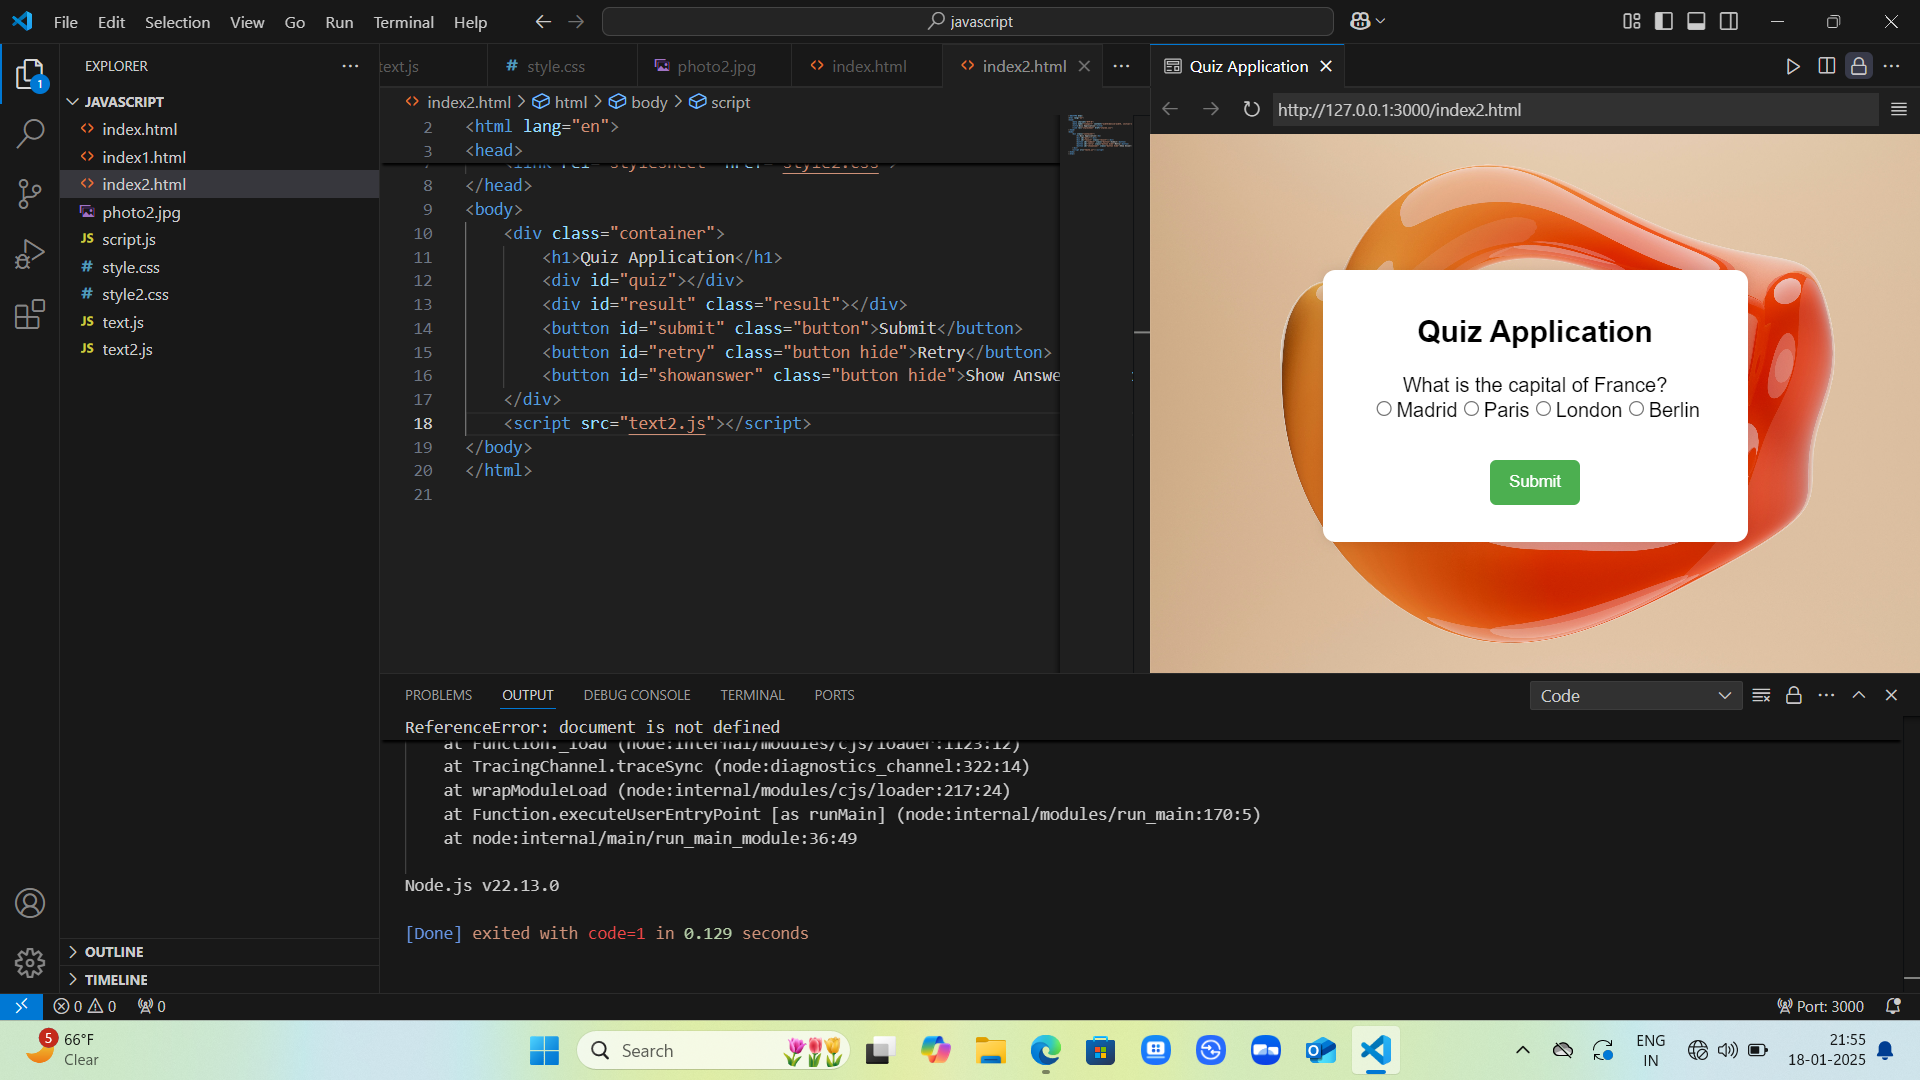 File Edit Selection View Go Run Terminal Help
javascript
EXPLORER
JAVASCRIPT
index.html
index1.html
index2.html
photo2.jpg
script.js
style.css
style2.css
text.js
text2.js
OUTLINE
TIMELINE
1
text.js # style.css photo2.jpg index.html index2.html
index2.html > html > body > script
2 <html lang="en">
3 <head>
style2.css
8 </head>
9 <body>
10 <div class="container">
11 <h1>Quiz Application</h1>
12 <div id="quiz"></div>
13 <div id="result" class="result"></div>
14 <button id="submit" class="button">Submit</button>
15 <button id="retry" class="button hide">Retry</button>
16 <button id="showanswer" class="button hide">Show Answe
17 </div>
18 <script src="text2.js"></script>
19 </body>
20 </html>
21
Quiz Application
http://127.0.0.1:3000/index2.html
Quiz Application
What is the capital of France?
Madrid Paris London Berlin
Submit
PROBLEMS OUTPUT DEBUG CONSOLE TERMINAL PORTS
Code
ReferenceError: document is not defined
at Function._load (node:internal/modules/cjs/loader:1123:12)
at TracingChannel.traceSync (node:diagnostics_channel:322:14)
at wrapModuleLoad (node:internal/modules/cjs/loader:217:24)
at Function.executeUserEntryPoint [as runMain] (node:internal/modules/run_main:170:5)
at node:internal/main/run_main_module:36:49
Node.js v22.13.0
[Done] exited with code=1 in 0.129 seconds
0 0 0
Port: 3000
5
66°F
Clear
Search
ENG
IN
21:55
18-01-2025